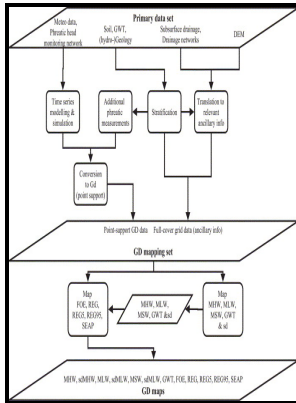 Primary data set
Meteo data,
Phreatic head
monitoring network
Soil, GWT,
(hydro-)Geology
Subsurface drainage,
Drainage networks
DEM
Time series
modelling &
simulation
Additional
phreatic
measurements
Stratification
Translation to
relevant
ancillary info
Conversion
to Gd
(point support)
Point-support GD data Full-cover grid data (ancillary info)
GD mapping set
Map
FOE, REG,
REG5, REG95,
SEAP
MHW, MLW,
MSW, GWT
&sd
Map
MHW, MLW,
MSW, GWT
& sd
MHW, sdMHW, MLW, sdMLW, MSW, sdMLW, GWT, FOE, REG, REG5, REG95, SEAP
GD maps